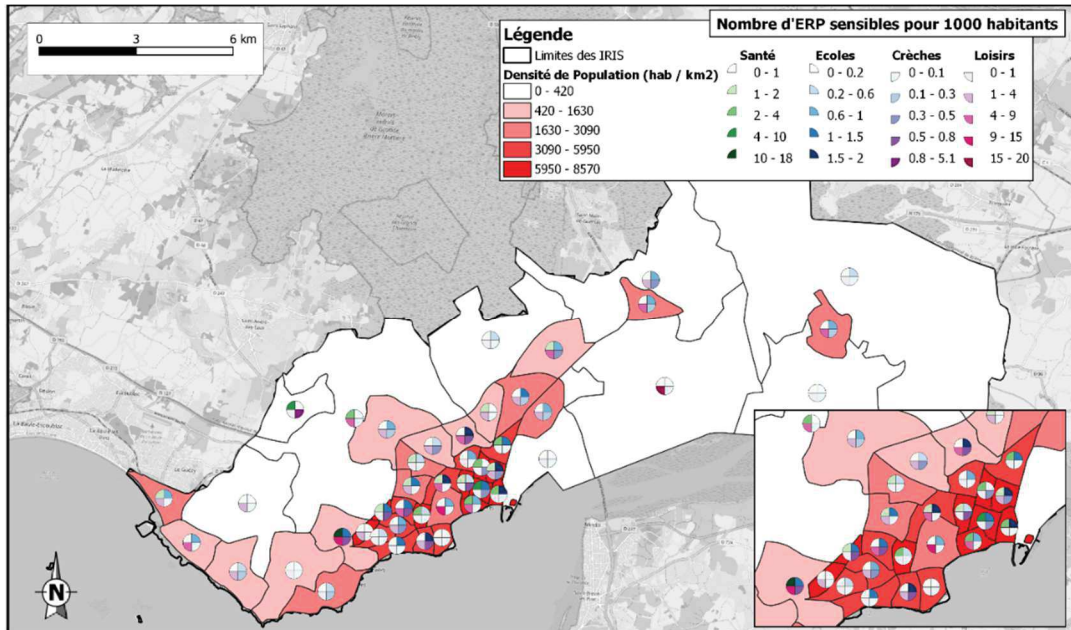 0 3 6 km
Légende
Limites des IRIS
Densité de Population (hab / km2)
0 - 420
420 - 1630
1630 - 3090
3090 - 5950
5950 - 8570
Nombre d'ERP sensibles pour 1000 habitants
Santé Ecoles Crèches Loisirs
0 - 1 0 - 0.2 0 - 0.1 0 - 1
1 - 2 0.2 - 0.6 0.1 - 0.3 1 - 4
2 - 4 0.6 - 1 0.3 - 0.5 4 - 9
4 - 10 1 - 1.5 0.5 - 0.8 9 - 15
10 - 18 1.5 - 2 0.8 - 5.1 15 - 20
N